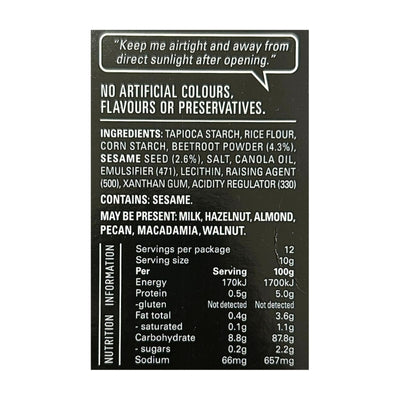 "Keep me airtight and away from
direct sunlight after opening."
NO ARTIFICIAL COLOURS,
FLAVOURS OR PRESERVATIVES.
INGREDIENTS: TAPIOCA STARCH, RICE FLOUR,
CORN STARCH, BEETROOT POWDER (4.3%),
SESAME SEED (2.6%), SALT, CANOLA OIL,
EMULSIFIER (471), LECITHIN, RAISING AGENT
(500), XANTHAN GUM, ACIDITY REGULATOR (330)
CONTAINS: SESAME.
MAY BE PRESENT: MILK, HAZELNUT, ALMOND,
PECAN, MACADAMIA, WALNUT.
NUTRITION INFORMATION
Servings per package 12
Serving size 10g
Per Serving 100g
Energy 170kJ 1700kJ
Protein 0.5g 5.0g
-gluten Not detected Not detected
Fat total 0.4g 3.6g
- saturated 0.1g 1.1g
Carbohydrate 8.8g 87.8g
- sugars 0.2g 2.2g
Sodium 66mg 657mg